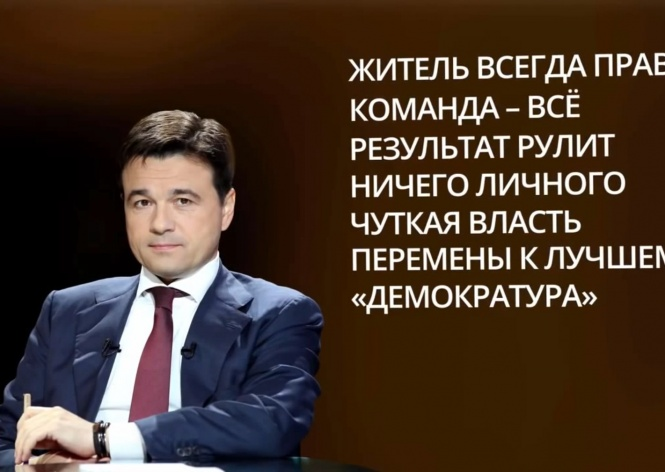 ЖИТЕЛЬ ВСЕГДА ПРАВ
КОМАНДА – ВСЁ
РЕЗУЛЬТАТ РУЛИТ
НИЧЕГО ЛИЧНОГО
ЧУТКАЯ ВЛАСТЬ
ПЕРЕМЕНЫ К ЛУЧШЕМ
«ДЕМОКРАТУРА»